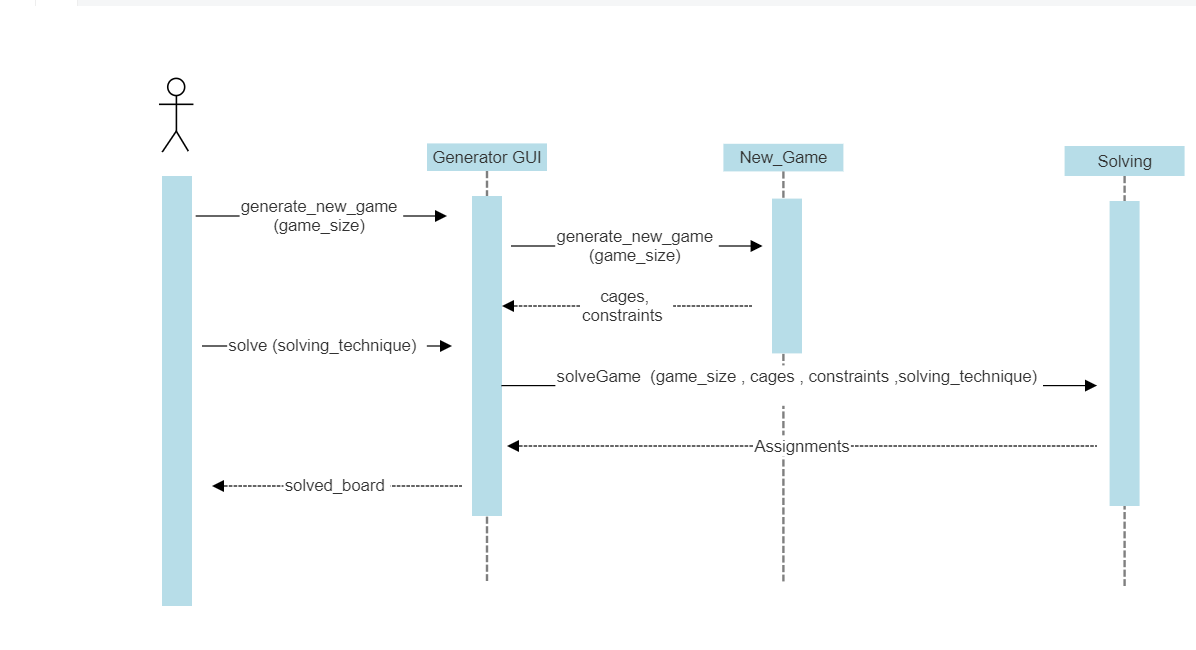 Generator GUI
New_Game
Solving
generate_new_game
(game_size)
generate_new_game
(game_size)
cages,
constraints
solve (solving_technique)
solveGame  (game_size , cages , constraints ,solving_technique)
Assignments
solved_board